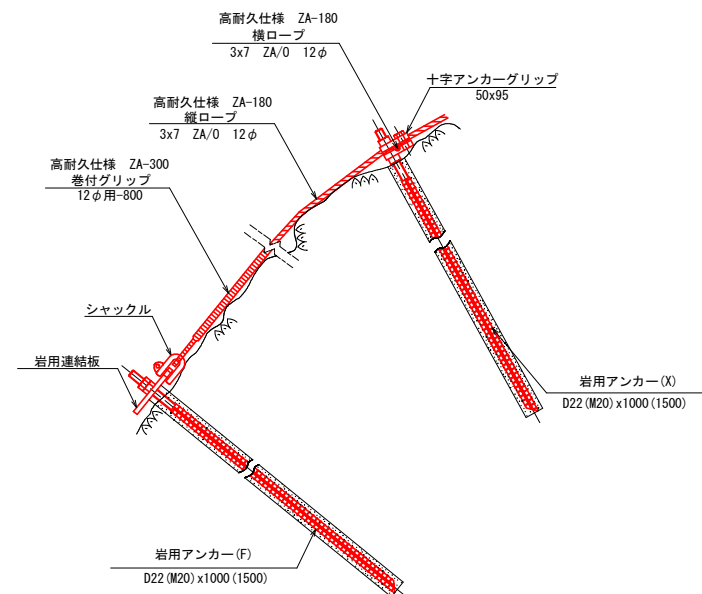 高耐久仕様 ZA-180
横ロープ
3x7 ZA/0 12φ
十字アンカーグリップ
50x95
高耐久仕様 ZA-180
縦ロープ
3x7 ZA/0 12φ
高耐久仕様 ZA-300
巻付グリップ
12φ用-800
シャックル
岩用連結板
岩用アンカー(X)
D22(M20)x1000(1500)
岩用アンカー(F)
D22(M20)x1000(1500)